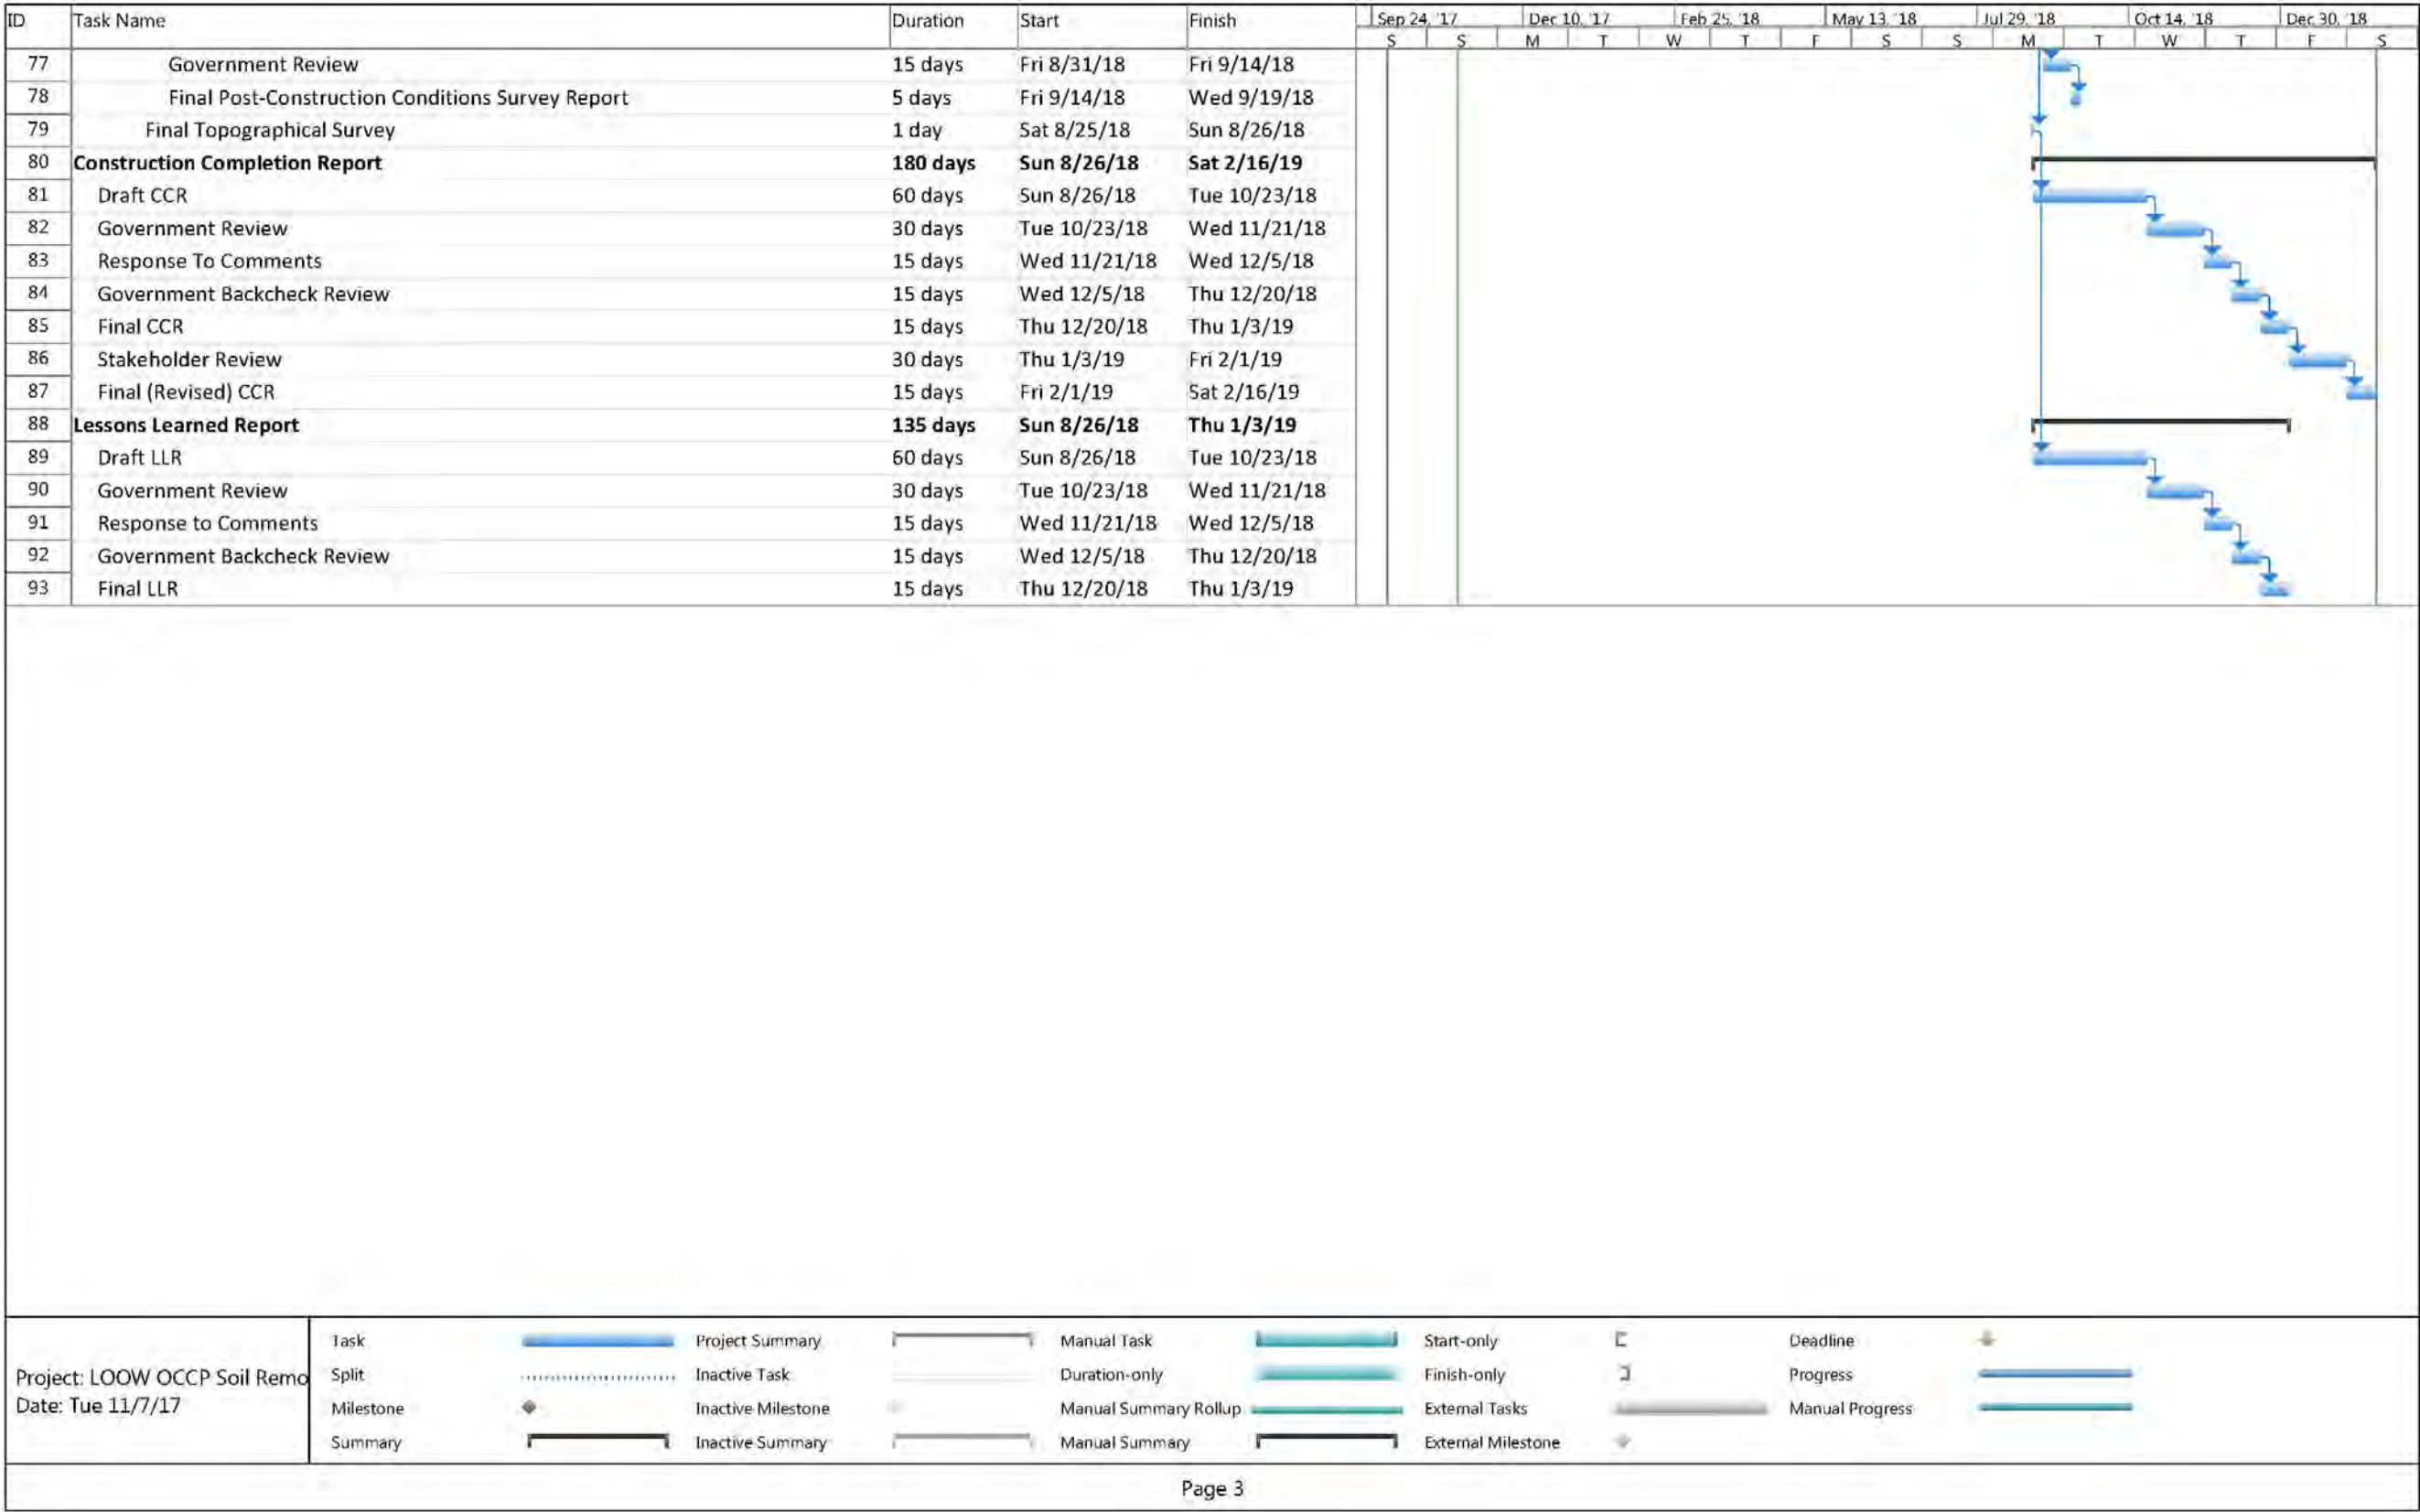 ID Task Name Duration Start Finish Sep 24, '17 Dec 10, '17 Feb 25, '18 May 13, '18 Jul 29, '18 Oct 14, '18 Dec 30, '18
S S M T W T F S S M T W T F S
77 Government Review 15 days Fri 8/31/18 Fri 9/14/18
78 Final Post-Construction Conditions Survey Report 5 days Fri 9/14/18 Wed 9/19/18
79 Final Topographical Survey 1 day Sat 8/25/18 Sun 8/26/18
80 Construction Completion Report 180 days Sun 8/26/18 Sat 2/16/19
81 Draft CCR 60 days Sun 8/26/18 Tue 10/23/18
82 Government Review 30 days Tue 10/23/18 Wed 11/21/18
83 Response To Comments 15 days Wed 11/21/18 Wed 12/5/18
84 Government Backcheck Review 15 days Wed 12/5/18 Thu 12/20/18
85 Final CCR 15 days Thu 12/20/18 Thu 1/3/19
86 Stakeholder Review 30 days Thu 1/3/19 Fri 2/1/19
87 Final (Revised) CCR 15 days Fri 2/1/19 Sat 2/16/19
88 Lessons Learned Report 135 days Sun 8/26/18 Thu 1/3/19
89 Draft LLR 60 days Sun 8/26/18 Tue 10/23/18
90 Government Review 30 days Tue 10/23/18 Wed 11/21/18
91 Response to Comments 15 days Wed 11/21/18 Wed 12/5/18
92 Government Backcheck Review 15 days Wed 12/5/18 Thu 12/20/18
93 Final LLR 15 days Thu 12/20/18 Thu 1/3/19
Project: LOOW OCCP Soil Remo
Date: Tue 11/7/17
Task Project Summary Manual Task Start-only Deadline
Split Inactive Task Duration-only Finish-only Progress
Milestone Inactive Milestone Manual Summary Rollup External Tasks Manual Progress
Summary Inactive Summary Manual Summary External Milestone
Page 3